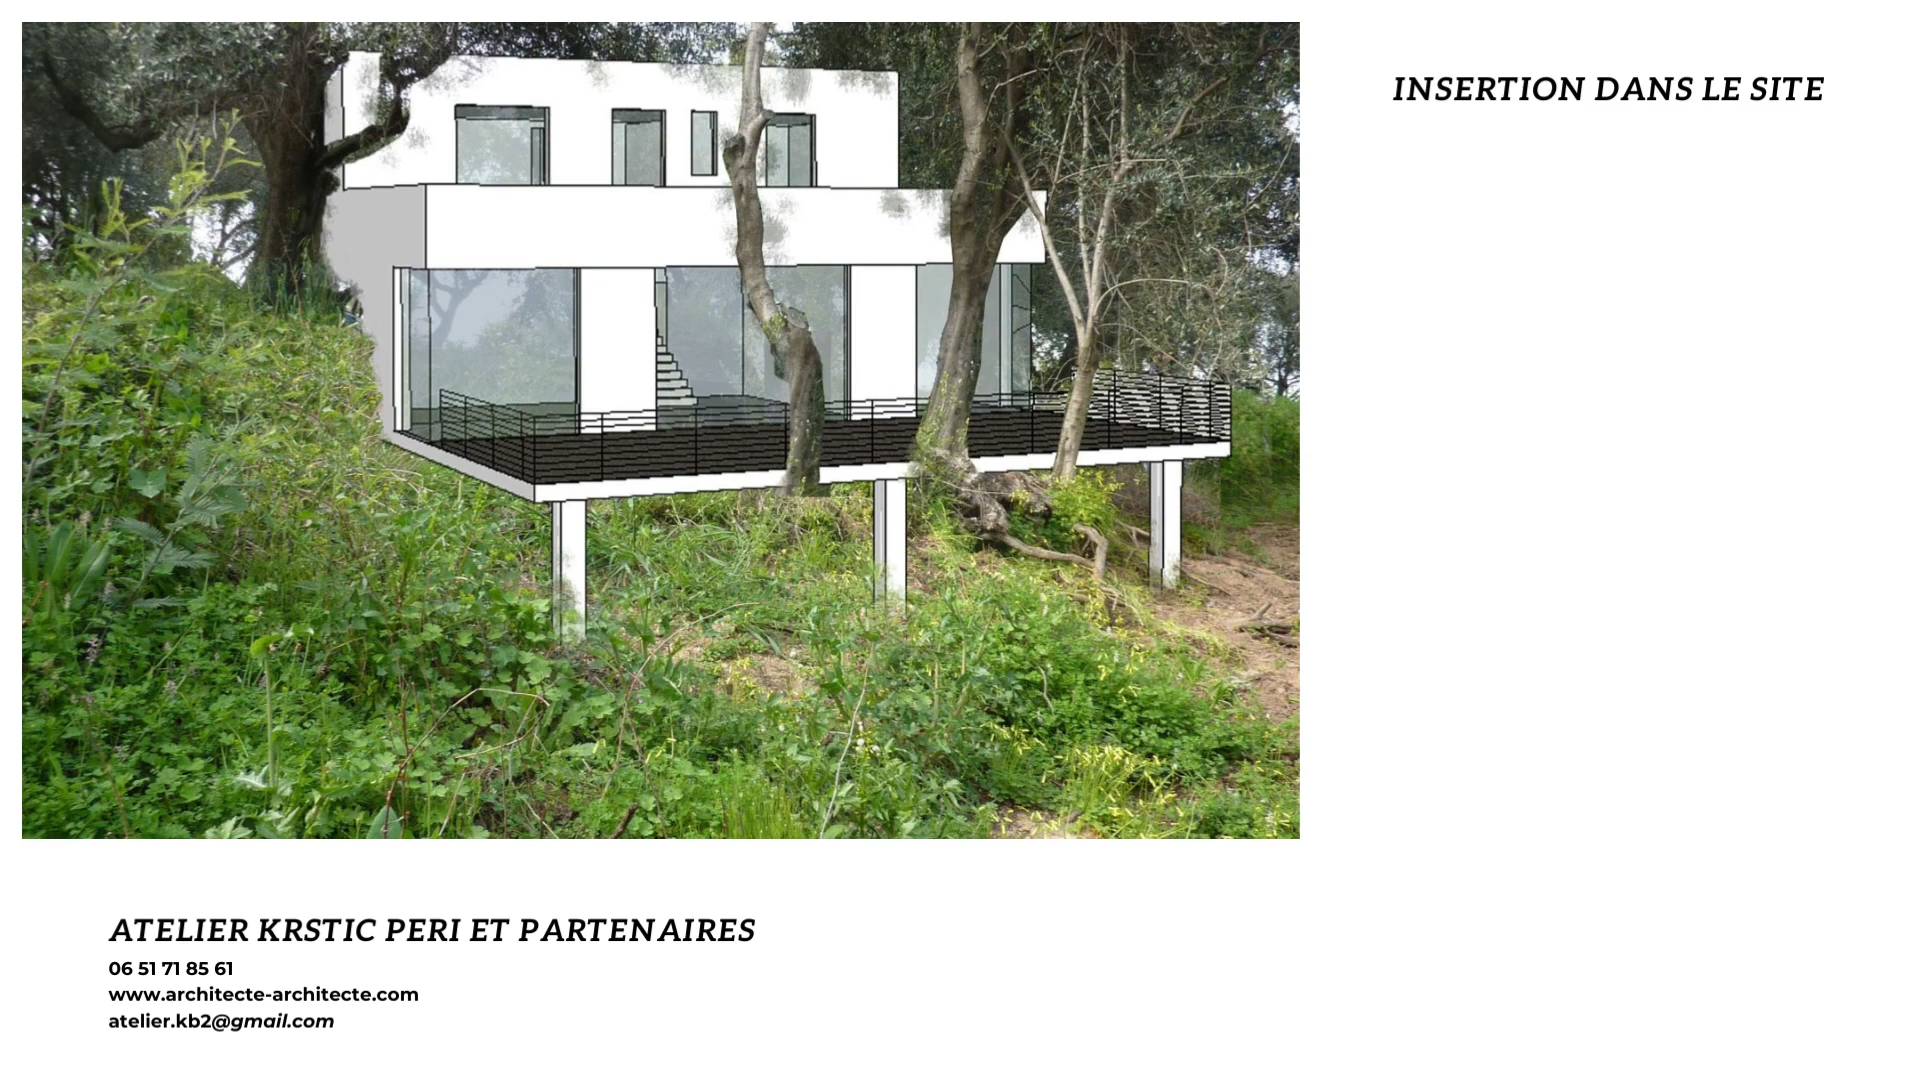 INSERTION DANS LE SITE
ATELIER KRSTIC PERI ET PARTENAIRES
06 51 71 85 61
www.architecte-architecte.com
atelier.kb2@gmail.com